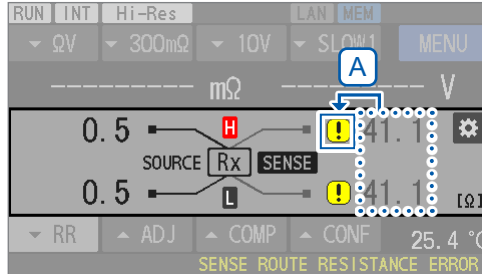 RUN INT Hi-Res LAN MEM
ΩV 300mΩ 10V SLOW1 MENU
A
------ mΩ ------ V
0.5 H ! 41.1
SOURCE Rx SENSE
0.5 L ! 41.1 [Ω]
RR ADJ COMP CONF 25.4 °C
SENSE ROUTE RESISTANCE ERROR